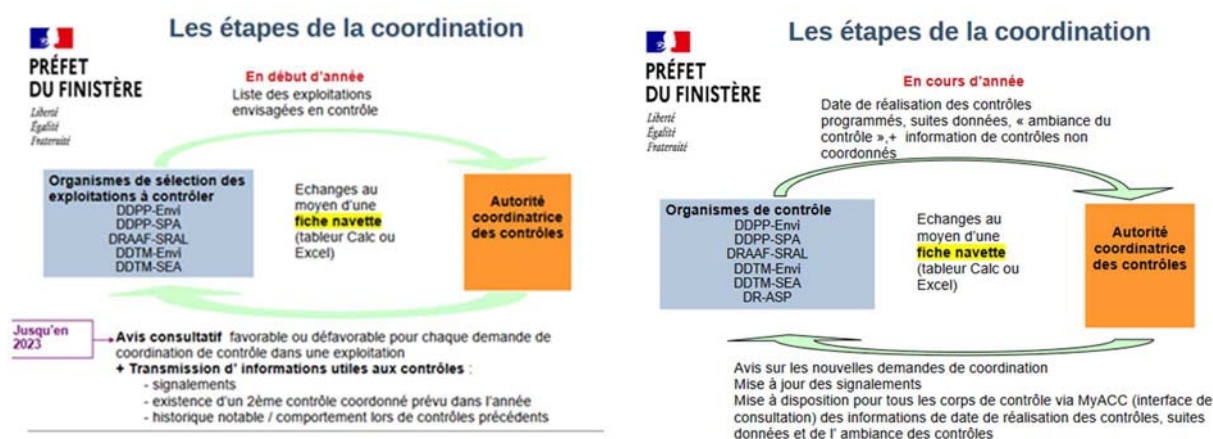 Les étapes de la coordination
PRÉFET
DU FINISTÈRE
Liberté
Égalité
Fraternité
En début d'année
Liste des exploitations
envisagées en contrôle
Organismes de sélection des
exploitations à contrôler
DDPP-Envi
DDPP-SPA
DRAAF-SRAL
DDTM-Envi
DDTM-SEA
Echanges au
moyen d'une
fiche navette
(tableur Calc ou
Excel)
Autorité
coordinatrice
des contrôles
Jusqu'en
2023
Avis consultatif favorable ou défavorable pour chaque demande de
coordination de contrôle dans une exploitation
+ Transmission d' informations utiles aux contrôles :
- signalements
- existence d'un 2ème contrôle coordonné prévu dans l'année
- historique notable / comportement lors de contrôles précédents
Les étapes de la coordination
PRÉFET
DU FINISTÈRE
Liberté
Égalité
Fraternité
En cours d'année
Date de réalisation des contrôles
programmés, suites données, « ambiance du
contrôle »,+ information de contrôles non
coordonnés
Organismes de contrôle
DDPP-Envi
DDPP-SPA
DRAAF-SRAL
DDTM-Envi
DDTM-SEA
DR-ASP
Echanges au
moyen d'une
fiche navette
(tableur Calc ou
Excel)
Autorité
coordinatrice
des contrôles
Avis sur les nouvelles demandes de coordination
Mise à jour des signalements
Mise à disposition pour tous les corps de contrôle via MyACC (interface de
consultation) des informations de date de réalisation des contrôles, suites
données et de l' ambiance des contrôles